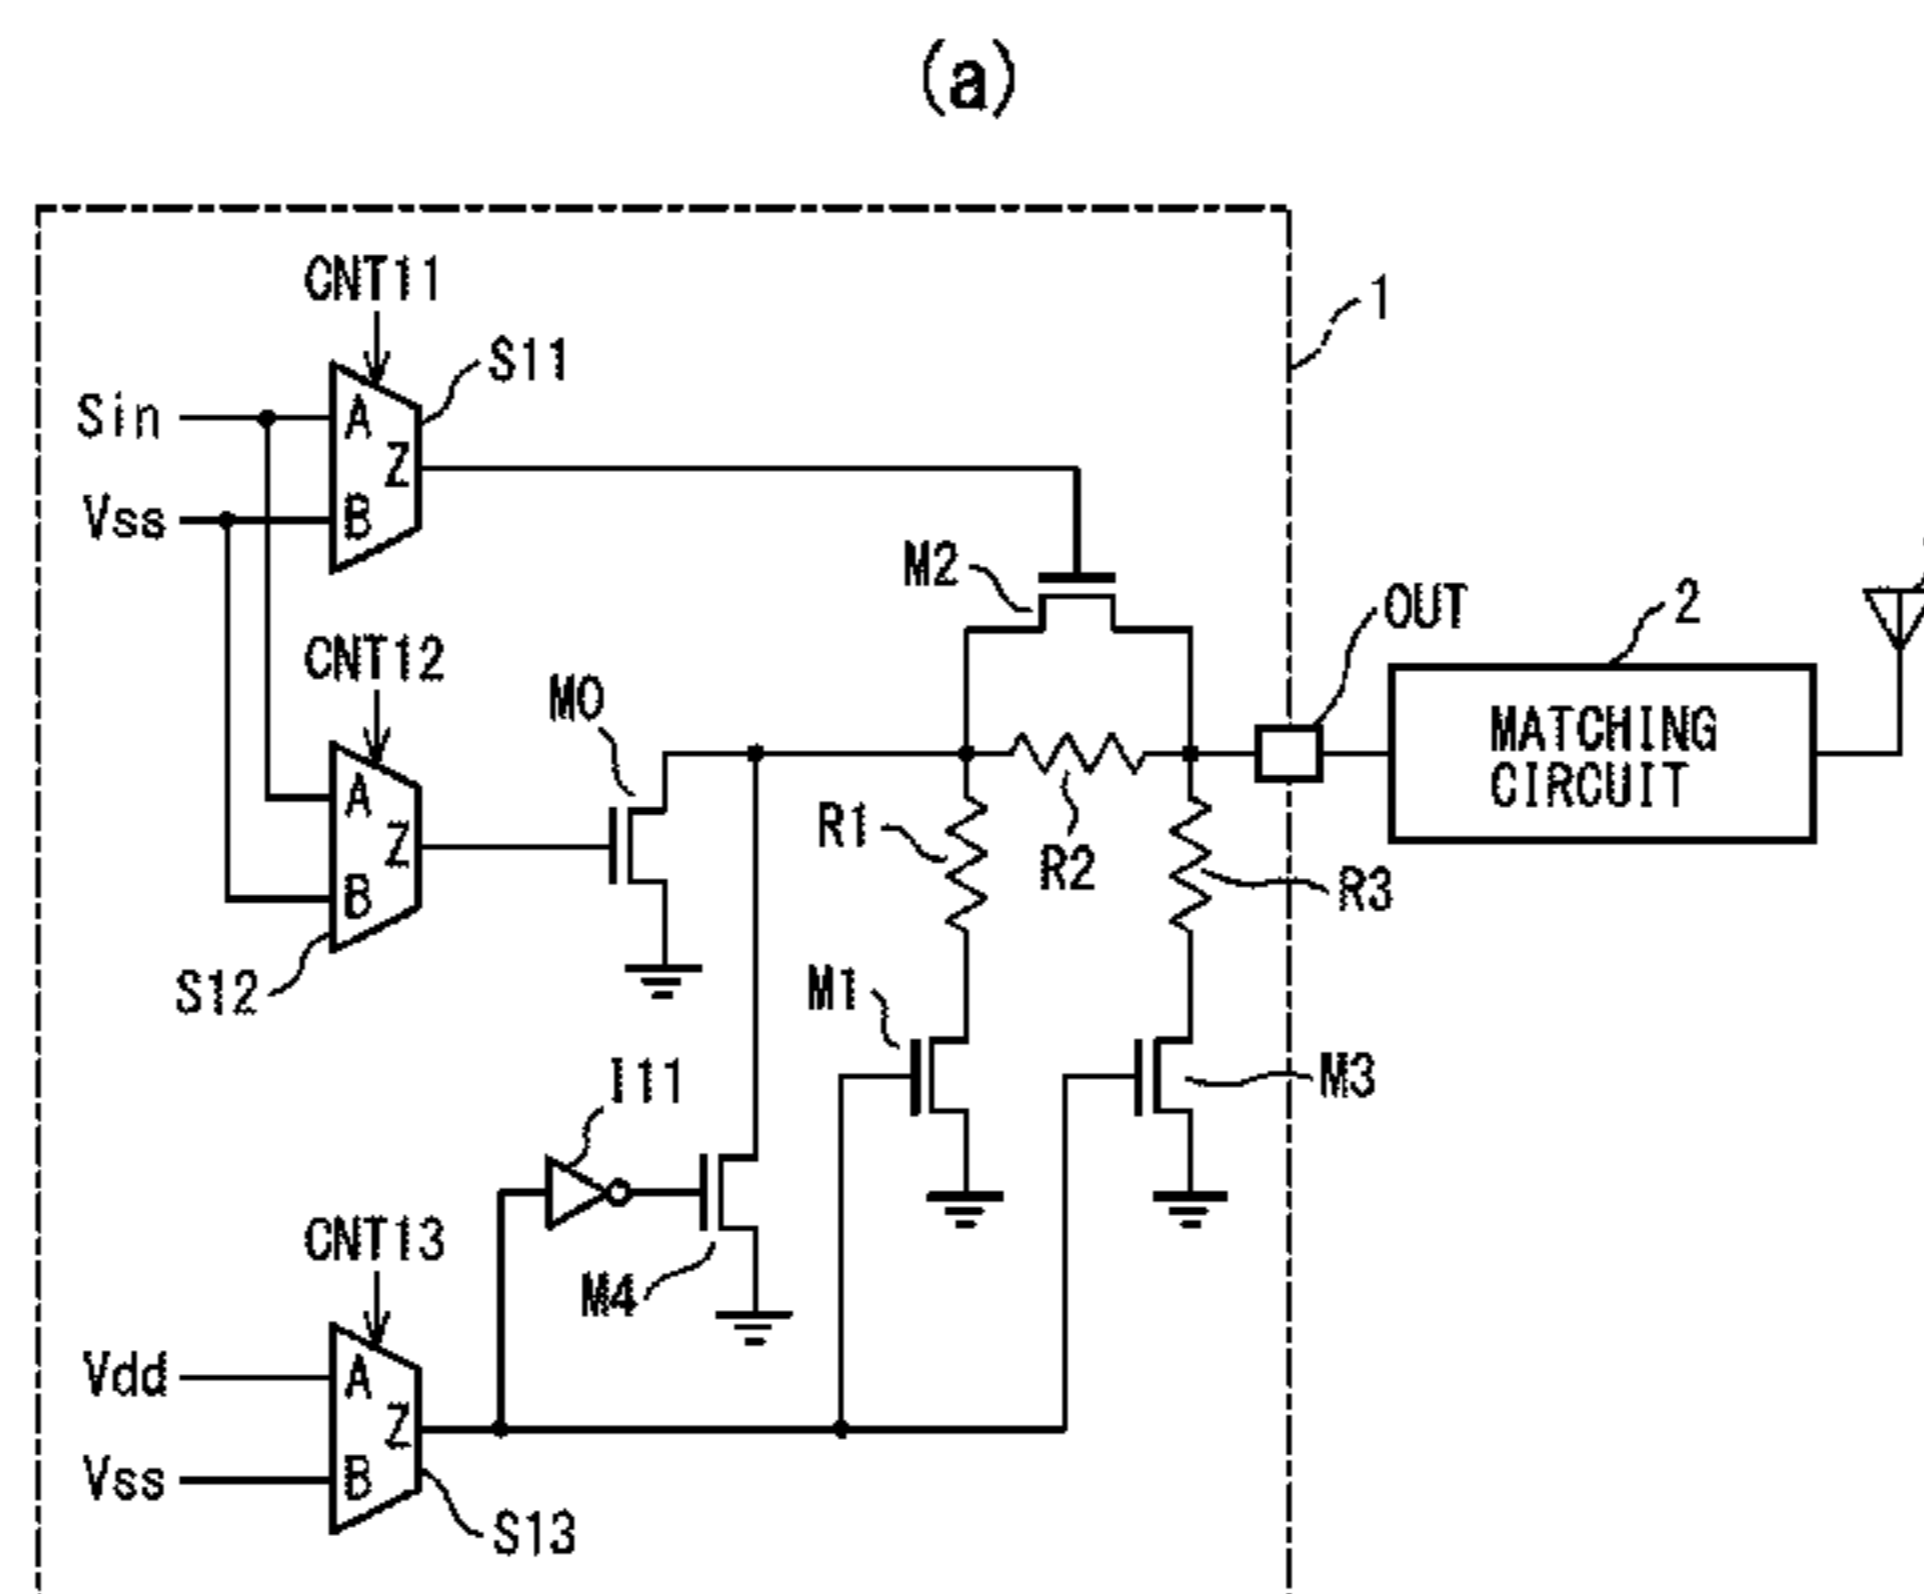 (a)
CNT11
1
S11
Sin
A
Z
Vss
B
M2
OUT
2
CNT12
M0
MATCHING
CIRCUIT
A
R1
Z
R2
B
R3
S12
M1
I11
M3
CNT13
M4
Vdd
A
Z
Vss
B
S13